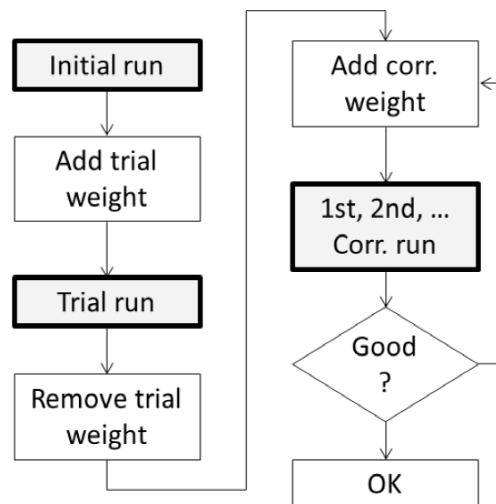 Initial run
Add trial
weight
Trial run
Remove trial
weight
Add corr.
weight
1st, 2nd, ...
Corr. run
Good
?
OK